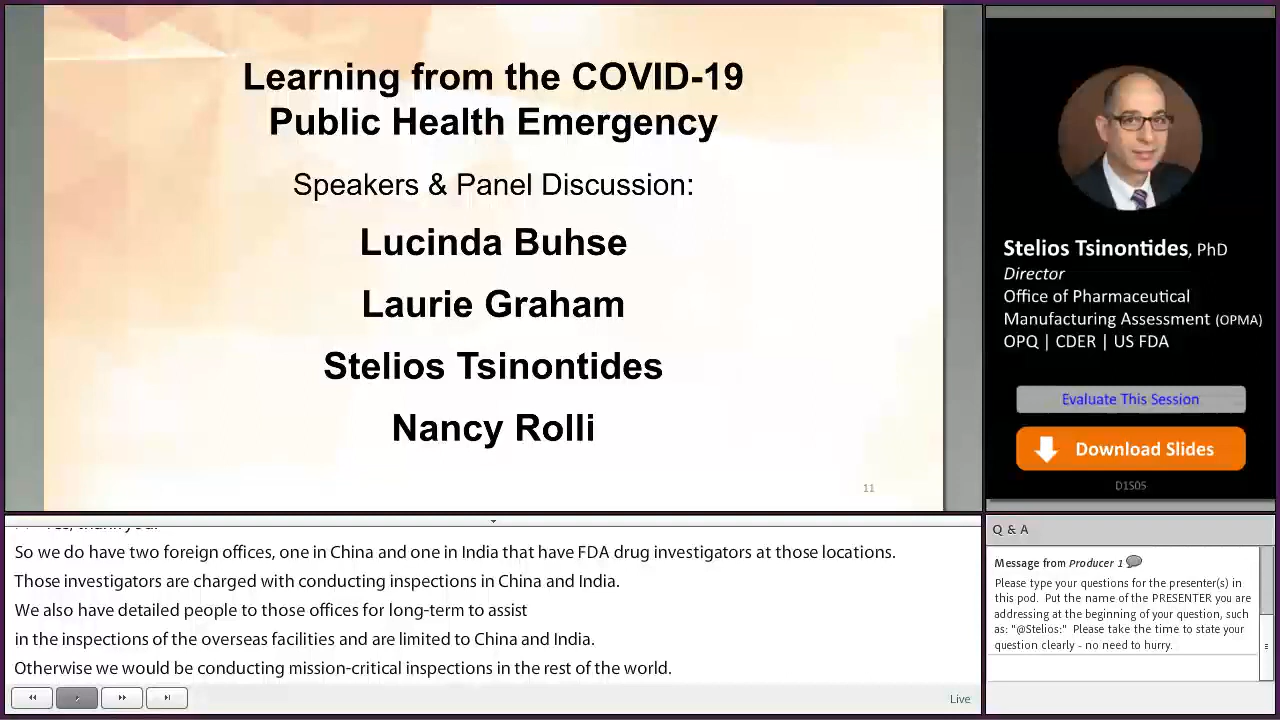 Learning from the COVID-19
Public Health Emergency
Speakers & Panel Discussion:
Lucinda Buhse
Laurie Graham
Stelios Tsinontides
Nancy Rolli
11
Stelios Tsinontides, PhD
Director
Office of Pharmaceutical
Manufacturing Assessment (OPMA)
OPQ | CDER | US FDA
Evaluate This Session
Download Slides
D1S05
So we do have two foreign offices, one in China and one in India that have FDA drug investigators at those locations.
Those investigators are charged with conducting inspections in China and India.
We also have detailed people to those offices for long-term to assist
in the inspections of the overseas facilities and are limited to China and India.
Otherwise we would be conducting mission-critical inspections in the rest of the world.
Live
Q & A
Message from Producer 1
Please type your questions for the presenter(s) in
this pod. Put the name of the PRESENTER you are
addressing at the beginning of your question, such
as: "@Stelios:" Please take the time to state your
question clearly - no need to hurry.